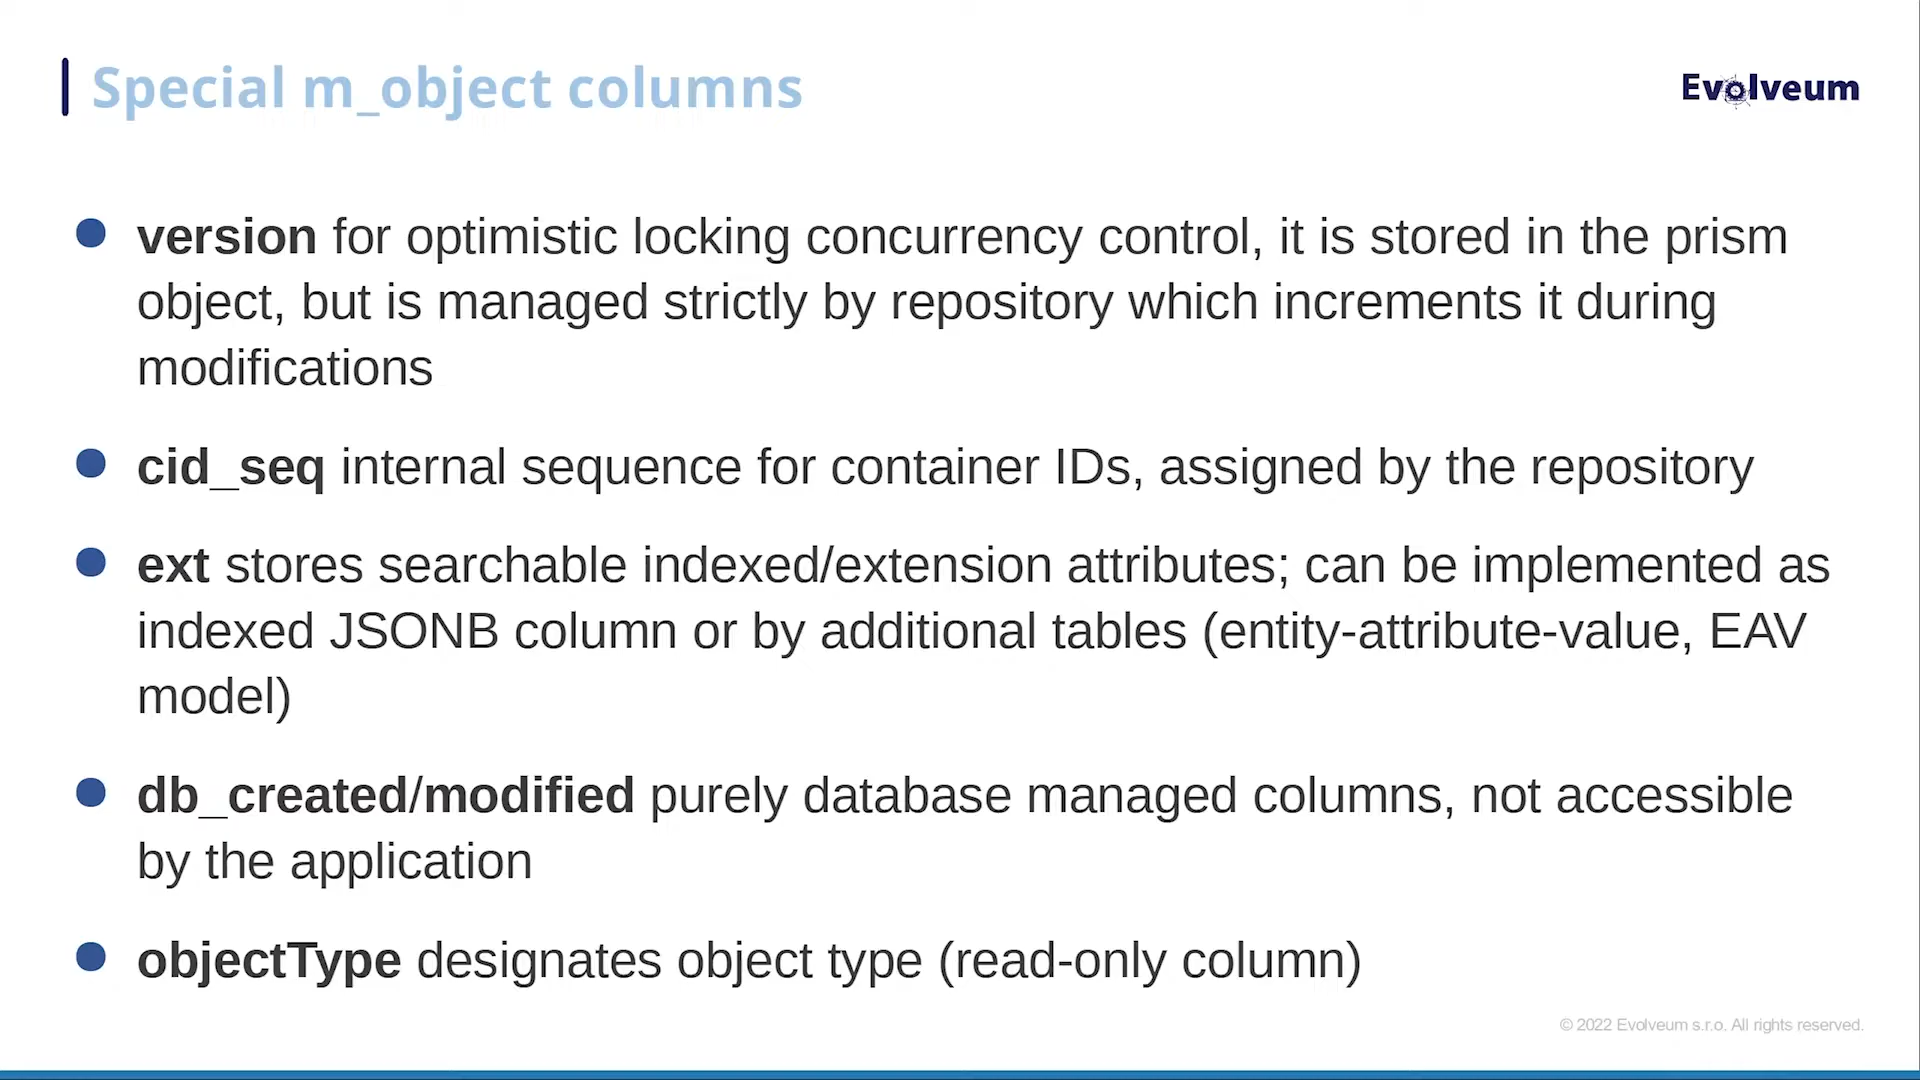 Special m_object columns
Evolveum
version for optimistic locking concurrency control, it is stored in the prism
object, but is managed strictly by repository which increments it during
modifications
cid_seq internal sequence for container IDs, assigned by the repository
ext stores searchable indexed/extension attributes; can be implemented as
indexed JSONB column or by additional tables (entity-attribute-value, EAV
model)
db_created/modified purely database managed columns, not accessible
by the application
objectType designates object type (read-only column)
© 2022 Evolveum s.r.o. All rights reserved.